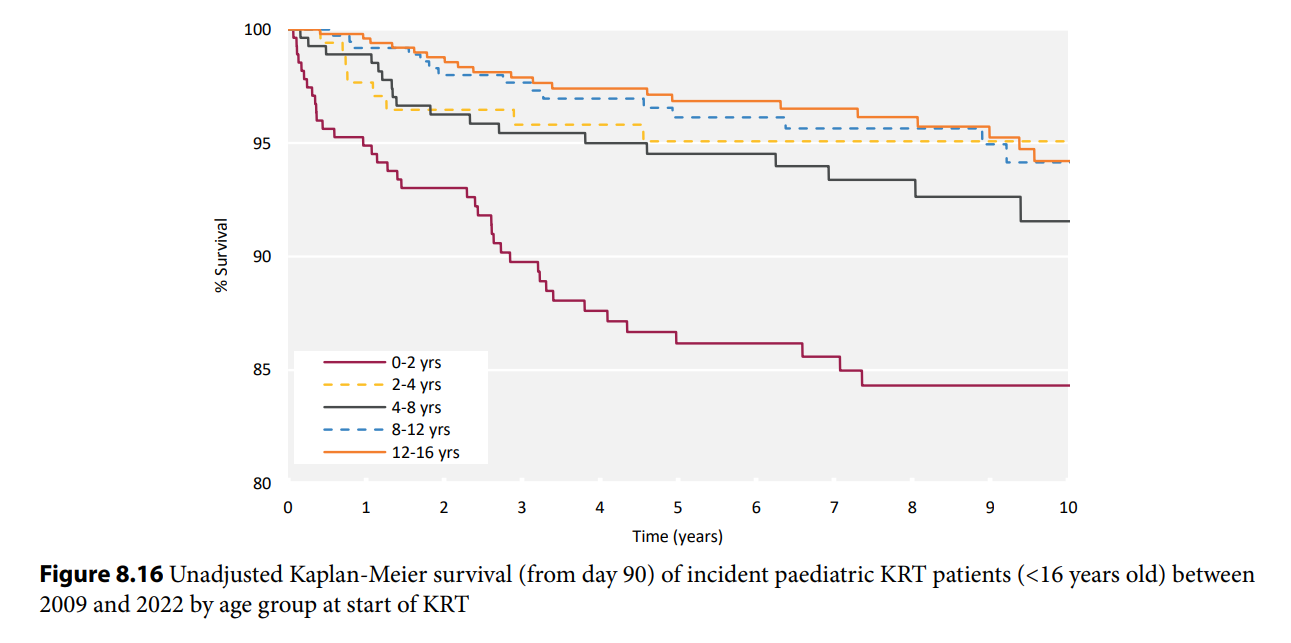 100
95
90
85
80
% Survival
0-2 yrs
2-4 yrs
4-8 yrs
8-12 yrs
12-16 yrs
0 1 2 3 4 5 6 7 8 9 10
Time (years)
Figure 8.16 Unadjusted Kaplan-Meier survival (from day 90) of incident paediatric KRT patients (<16 years old) between
2009 and 2022 by age group at start of KRT